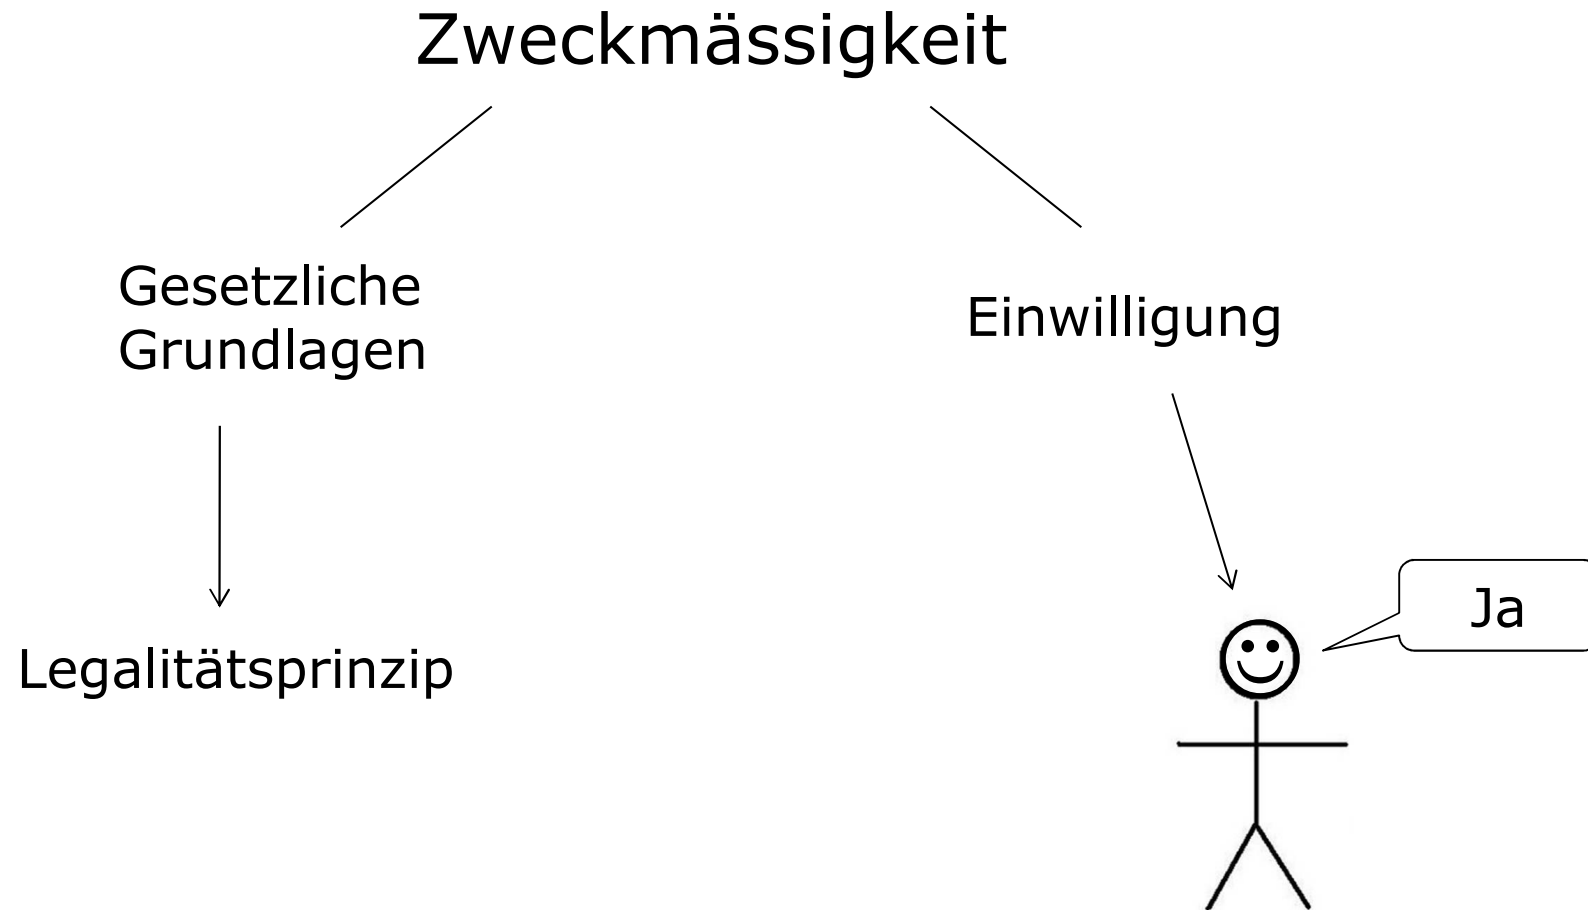 Zweckmässigkeit
Gesetzliche
Grundlagen
Einwilligung
Ja
Legalitätsprinzip